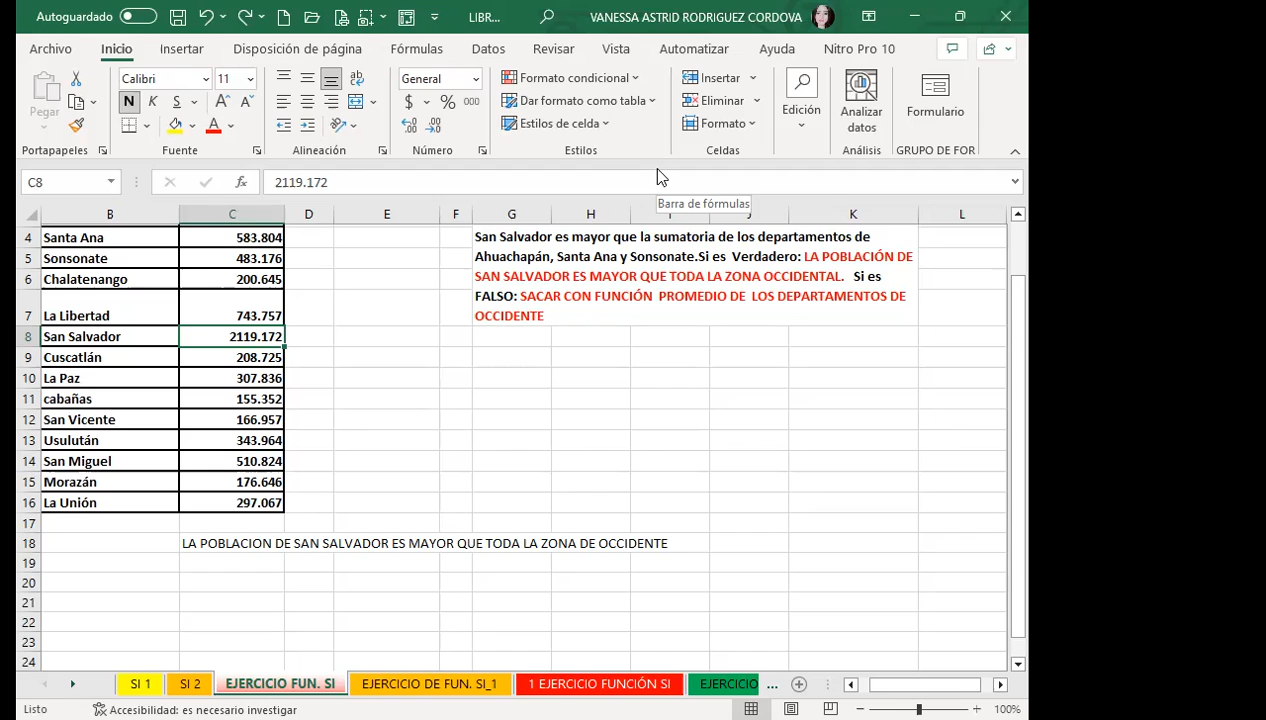 Autoguardado
LIBR...
VANESSA ASTRID RODRIGUEZ CORDOVA
Archivo Inicio Insertar Disposición de página Fórmulas Datos Revisar Vista Automatizar Ayuda Nitro Pro 10
Pegar
Portapapeles
Calibri 11
N K S
Fuente
Alineación
General
$ % 000
Número
Formato condicional
Dar formato como tabla
Estilos de celda
Estilos
Insertar
Eliminar
Formato
Celdas
Edición
Analizar datos
Análisis
Formulario
GRUPO DE FOR
C8 fx 2119.172
Barra de fórmulas
B C D E F G H I J K L
4 Santa Ana 583.804
5 Sonsonate 483.176
6 Chalatenango 200.645
7 La Libertad 743.757
8 San Salvador 2119.172
9 Cuscatlán 208.725
10 La Paz 307.836
11 cabañas 155.352
12 San Vicente 166.957
13 Usulután 343.964
14 San Miguel 510.824
15 Morazán 176.646
16 La Unión 297.067
17
18 LA POBLACION DE SAN SALVADOR ES MAYOR QUE TODA LA ZONA DE OCCIDENTE
19
20
21
22
23
24
San Salvador es mayor que la sumatoria de los departamentos de
Ahuachapán, Santa Ana y Sonsonate.Si es Verdadero: LA POBLACIÓN DE
SAN SALVADOR ES MAYOR QUE TODA LA ZONA OCCIDENTAL. Si es
FALSO: SACAR CON FUNCIÓN PROMEDIO DE LOS DEPARTAMENTOS DE
OCCIDENTE
SI 1 SI 2 EJERCICIO FUN. SI EJERCICIO DE FUN. SI_1 1 EJERCICIO FUNCIÓN SI EJERCICIO ...
Listo Accesibilidad: es necesario investigar 100%